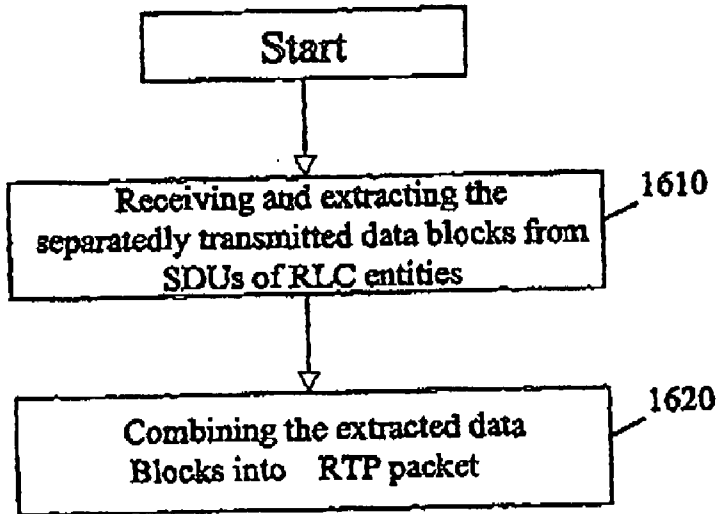 Start
Receiving and extracting the
separatedly transmitted data blocks from
SDUs of RLC entities
1610
Combining the extracted data
Blocks into RTP packet
1620